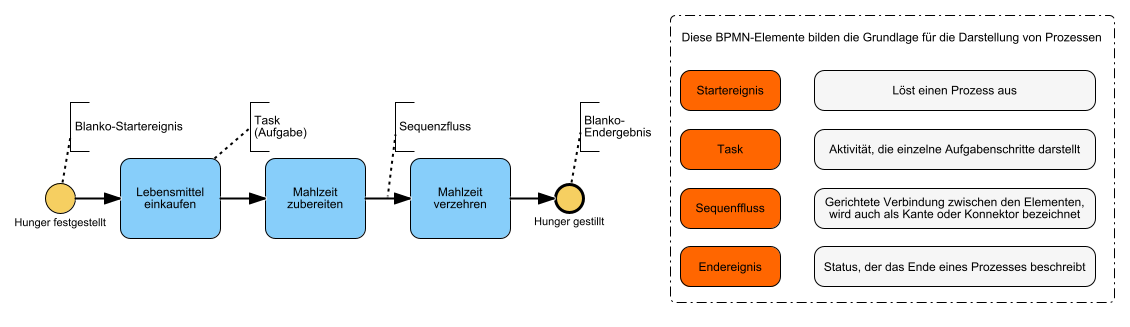 Blanko-Startereignis
Task
(Aufgabe)
Sequenzfluss
Blanko-
Endergebnis
Lebensmittel
einkaufen
Mahlzeit
zubereiten
Mahlzeit
verzehren
Hunger festgestellt
Hunger gestillt
Diese BPMN-Elemente bilden die Grundlage für die Darstellung von Prozessen
Startereignis
Löst einen Prozess aus
Task
Aktivität, die einzelne Aufgabenschritte darstellt
Sequenffluss
Gerichtete Verbindung zwischen den Elementen,
wird auch als Kante oder Konnektor bezeichnet
Endereignis
Status, der das Ende eines Prozesses beschreibt